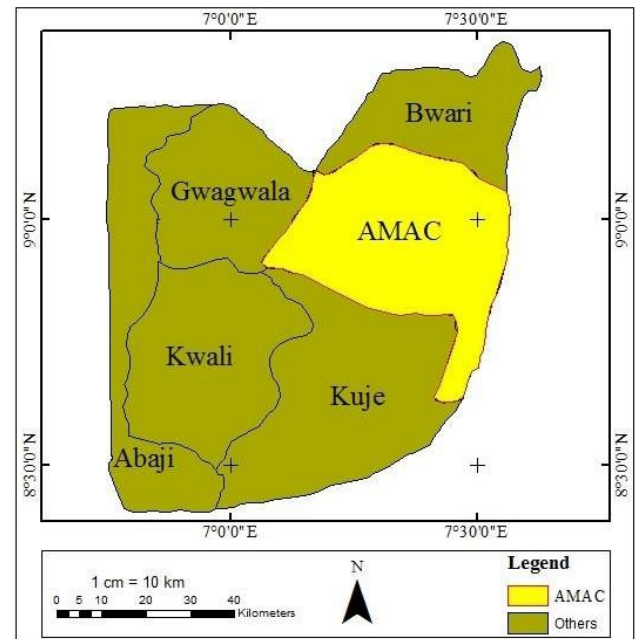 7°0'0"E 7°30'0"E
Bwari
Gwagwala
9°0'0"N AMAC 9°0'0"N
Kwali
Kuje
Abaji
8°30'0"N 8°30'0"N
7°0'0"E 7°30'0"E
1 cm = 10 km
0 5 10 20 30 40
Kilometers
N
Legend
AMAC
Others